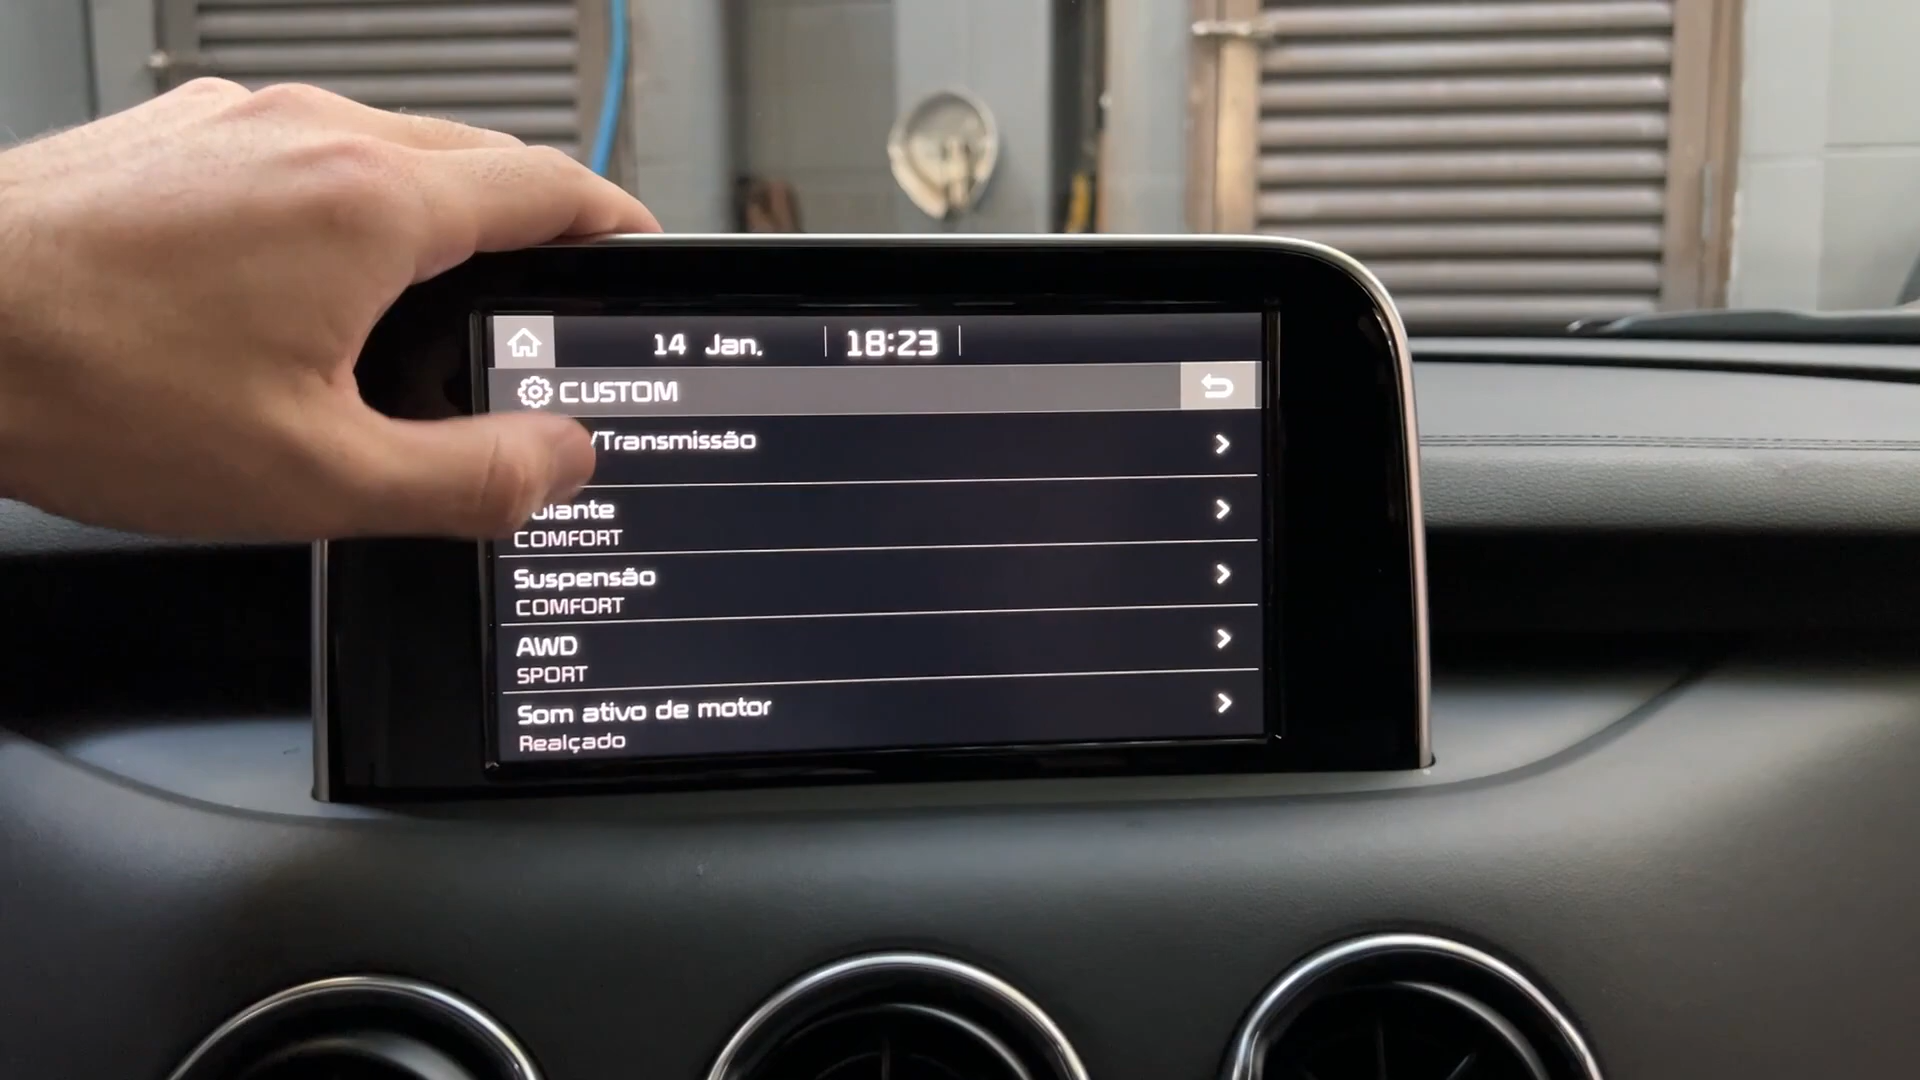 14 Jan. 18:23
CUSTOM
/Transmissão
COMFORT
Suspensão
COMFORT
AWD
SPORT
Som ativo de motor
Realçado